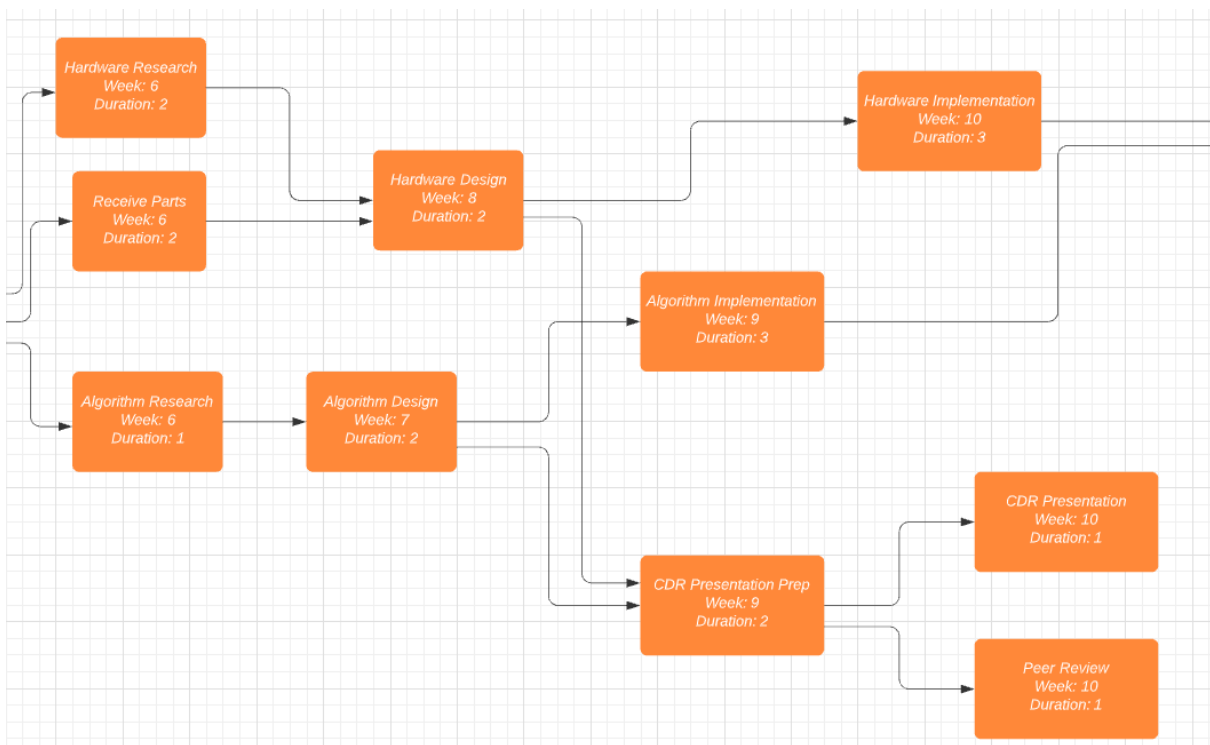 Hardware Research
Week: 6
Duration: 2
Receive Parts
Week: 6
Duration: 2
Algorithm Research
Week: 6
Duration: 1
Algorithm Design
Week: 7
Duration: 2
Hardware Design
Week: 8
Duration: 2
Hardware Implementation
Week: 10
Duration: 3
Algorithm Implementation
Week: 9
Duration: 3
CDR Presentation Prep
Week: 9
Duration: 2
CDR Presentation
Week: 10
Duration: 1
Peer Review
Week: 10
Duration: 1